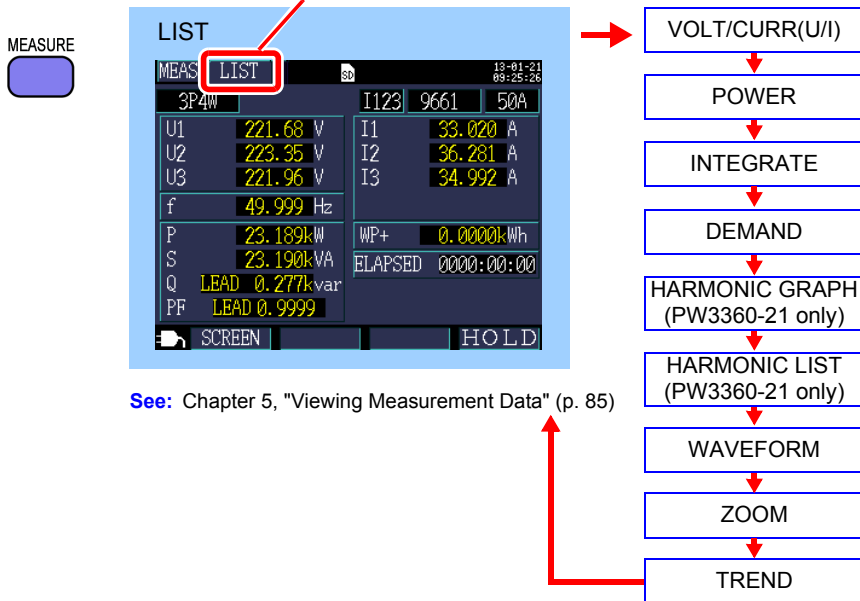 MEASURE
LIST
MEAS LIST SD 13-01-21
09:25:26
3P4W I123 9661 50A
U1 221.68 V I1 33.020 A
U2 223.35 V I2 36.281 A
U3 221.96 V I3 34.992 A
f 49.999 Hz
P 23.189kW WP+ 0.0000kWh
S 23.190kVA ELAPSED 0000:00:00
Q LEAD 0.277kvar
PF LEAD 0.9999
SCREEN HOLD
See: Chapter 5, "Viewing Measurement Data" (p. 85)
VOLT/CURR(U/I)
POWER
INTEGRATE
DEMAND
HARMONIC GRAPH
(PW3360-21 only)
HARMONIC LIST
(PW3360-21 only)
WAVEFORM
ZOOM
TREND